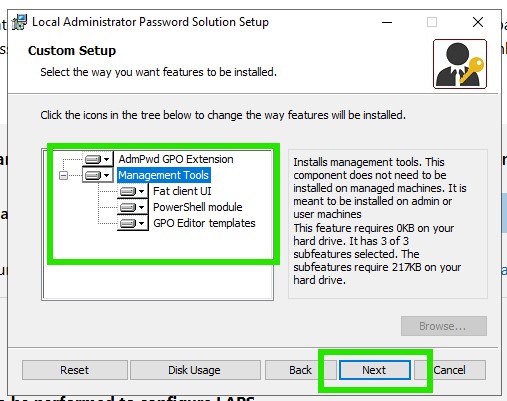 Local Administrator Password Solution Setup
Custom Setup
Select the way you want features to be installed.
Click the icons in the tree below to change the way features will be installed.
AdmPwd GPO Extension
Management Tools
Fat client UI
PowerShell module
GPO Editor templates
Installs management tools. This
component does not need to be
installed on managed machines. It is
meant to be installed on admin or
user machines
This feature requires 0KB on your
hard drive. It has 3 of 3
subfeatures selected. The
subfeatures require 217KB on your
hard drive.
Browse...
Reset
Disk Usage
Back
Next
Cancel
be performed to configure LAPS